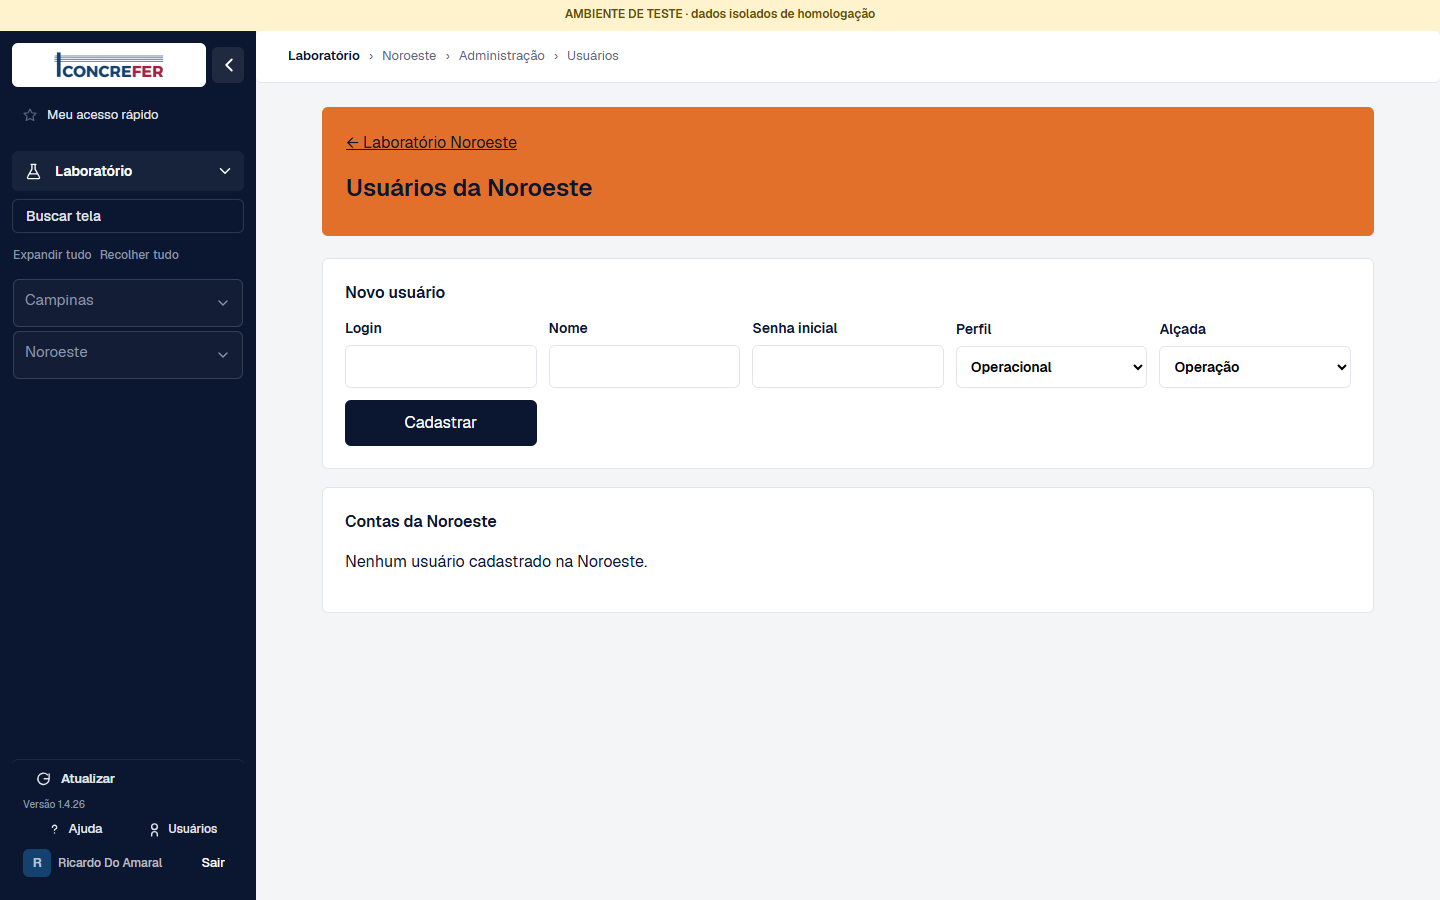 AMBIENTE DE TESTE · dados isolados de homologação
CONCREFER
Meu acesso rápido
Laboratório
Buscar tela
Expandir tudo Recolher tudo
Campinas
Noroeste
Atualizar
Versão 1.4.26
? Ajuda Usuários
R Ricardo Do Amaral Sair
Laboratório › Noroeste › Administração › Usuários
← Laboratório Noroeste
Usuários da Noroeste
Novo usuário
Login Nome Senha inicial Perfil Alçada
Operacional Operação
Cadastrar
Contas da Noroeste
Nenhum usuário cadastrado na Noroeste.